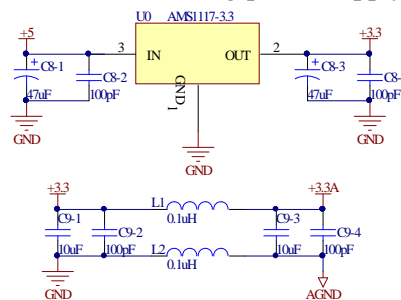 U0 AMS1117-3.3
+5 3 IN OUT 2 +3.3
C8-1 C8-2 GND 1 C8-3 C8-
47uF 100pF 47uF 100pF
GND GND GND
+3.3 L1 +3.3A
C9-1 C9-2 0.1uH C9-3 C9-4
10uF 100pF L2 10uF 100pF
0.1uH
GND AGND